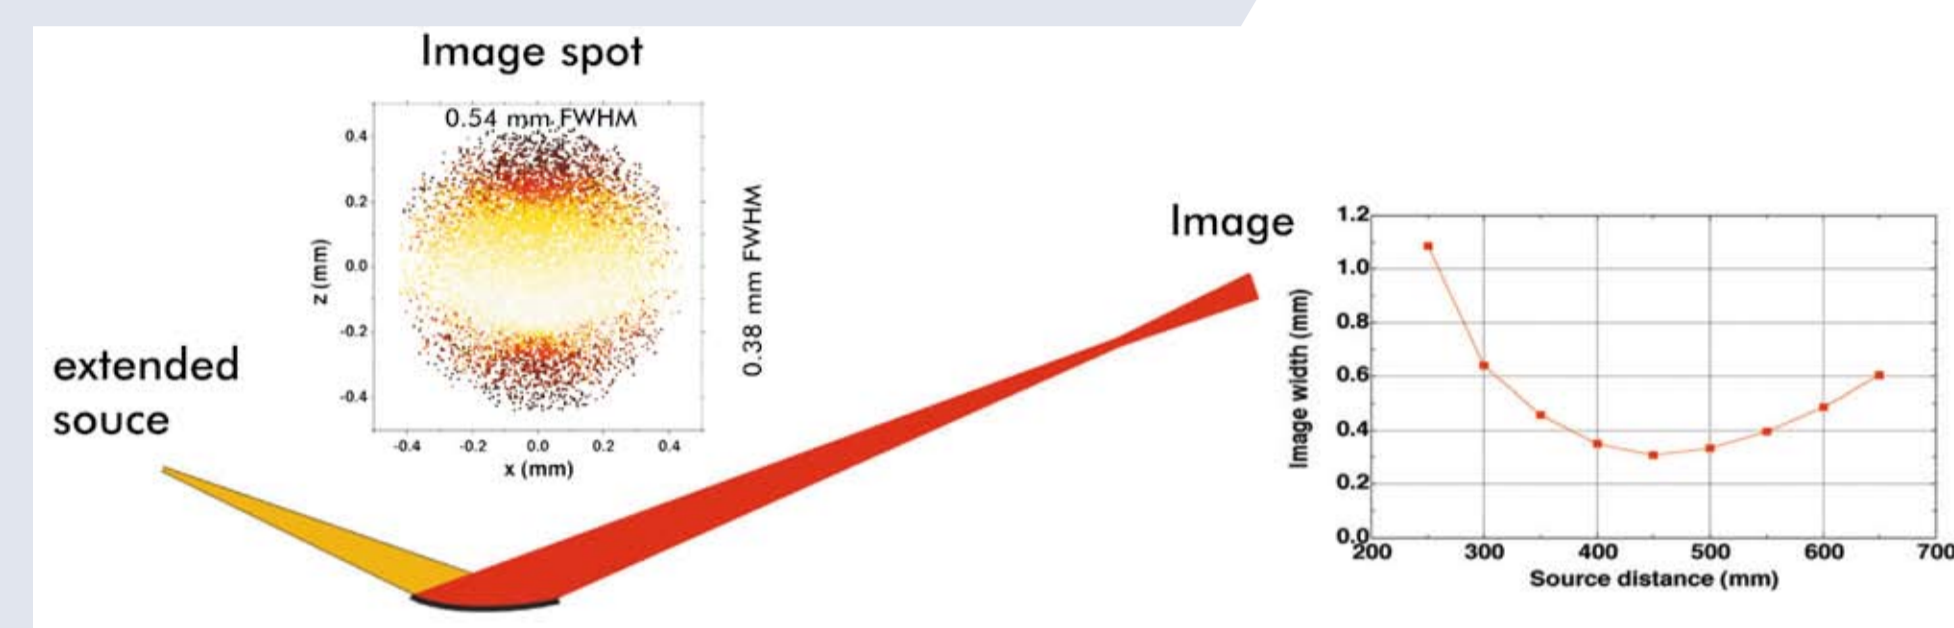 Image spot
0.54 mm FWHM
0.4
0.2
0.0
-0.2
-0.4
z (mm)
-0.4 -0.2 0.0 0.2 0.4
x (mm)
0.38 mm FWHM
extended
souce
Image
1.2
1.0
0.8
0.6
0.4
0.2
0.0
Image width (mm)
200 300 400 500 600 700
Source distance (mm)